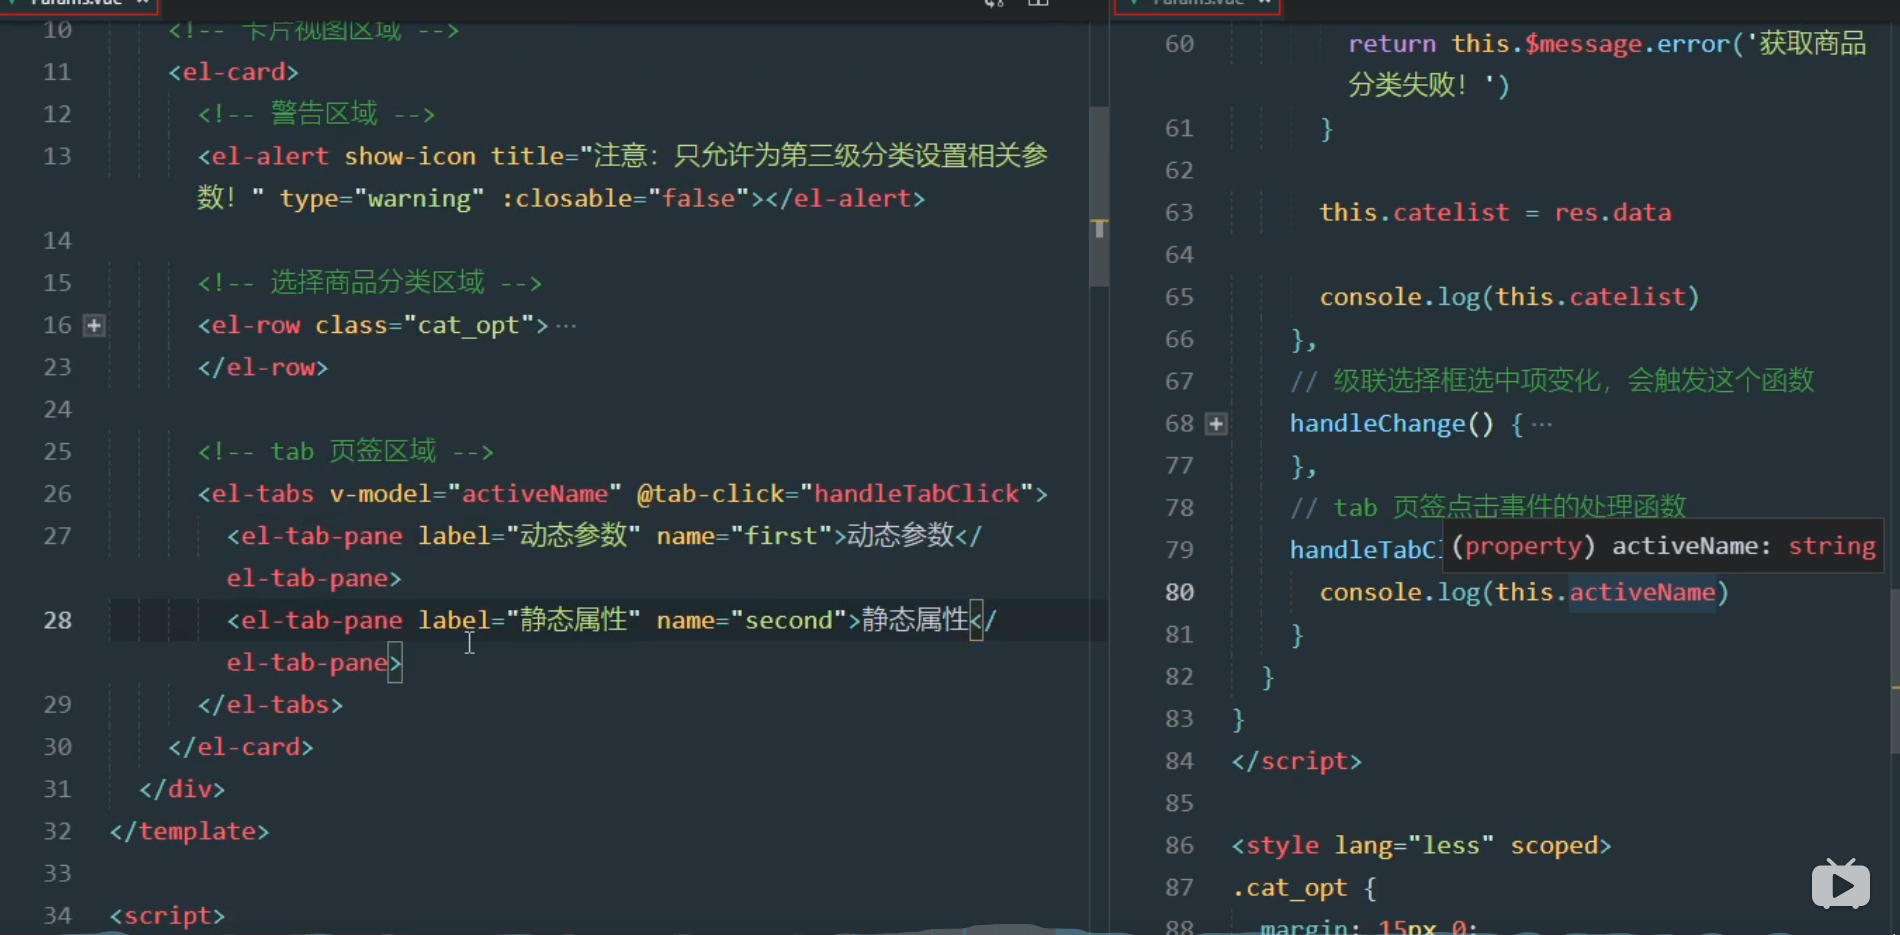 Params.vue
10 <!-- 卡片视图区域 -->
11 <el-card>
12 <!-- 警告区域 -->
13 <el-alert show-icon title="注意：只允许为第三级分类设置相关参
数！" type="warning" :closable="false"></el-alert>
14
15 <!-- 选择商品分类区域 -->
16 <el-row class="cat_opt">···
23 </el-row>
24
25 <!-- tab 页签区域 -->
26 <el-tabs v-model="activeName" @tab-click="handleTabClick">
27 <el-tab-pane label="动态参数" name="first">动态参数</
el-tab-pane>
28 <el-tab-pane label="静态属性" name="second">静态属性</
el-tab-pane>
29 </el-tabs>
30 </el-card>
31 </div>
32 </template>
33
34 <script>
Params.vue
60 return this.$message.error('获取商品
分类失败！')
61 }
62
63 this.catelist = res.data
64
65 console.log(this.catelist)
66 },
67 // 级联选择框选中项变化，会触发这个函数
68 handleChange() {···
77 },
78 // tab 页签点击事件的处理函数
79 handleTabCl
(property) activeName: string
80 console.log(this.activeName)
81 }
82 }
83 }
84 </script>
85
86 <style lang="less" scoped>
87 .cat_opt {
88 margin: 15px 0;